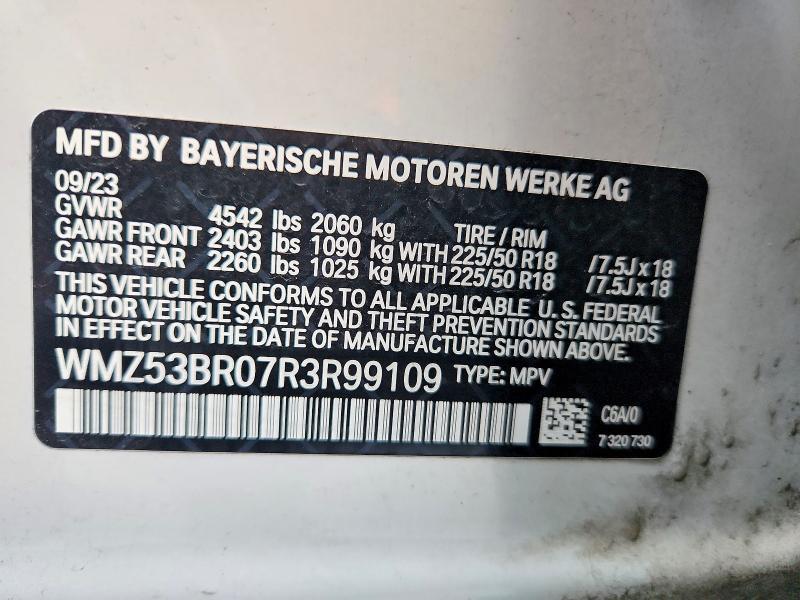 MFD BY BAYERISCHE MOTOREN WERKE AG
09/23
GVWR 4542 lbs 2060 kg TIRE / RIM
GAWR FRONT 2403 lbs 1090 kg WITH 225/50 R18 /7.5J x 18
GAWR REAR 2260 lbs 1025 kg WITH 225/50 R18 /7.5J x 18
THIS VEHICLE CONFORMS TO ALL APPLICABLE U. S. FEDERAL
MOTOR VEHICLE SAFETY AND THEFT PREVENTION STANDARDS
IN EFFECT ON THE DATE OF MANUFACTURE SHOWN ABOVE.
WMZ53BR07R3R99109 TYPE: MPV
C6A/0
7 320 730